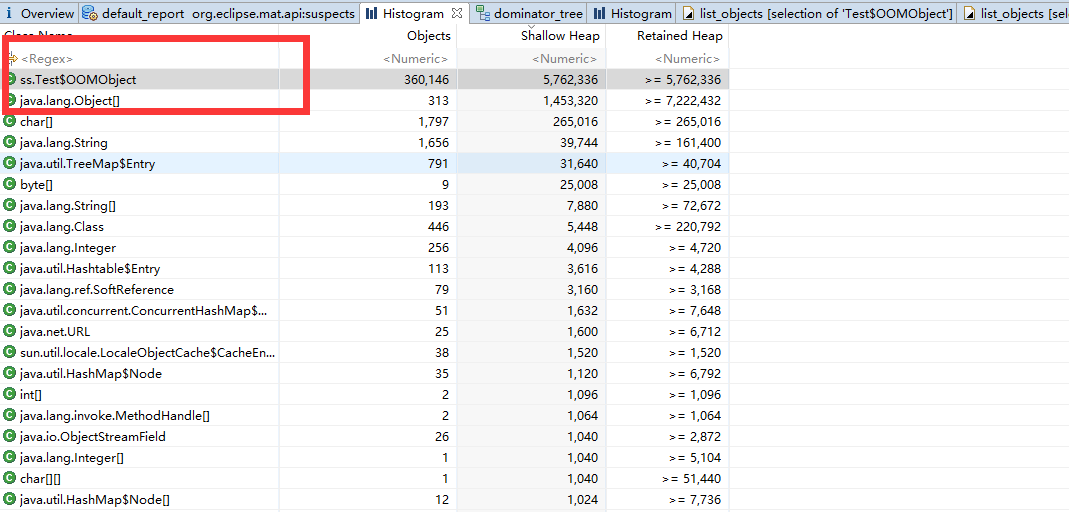 i Overview default_report org.eclipse.mat.api:suspects Histogram dominator_tree Histogram list_objects [selection of 'Test$OOMObject'] list_objects [sele
Class Name Objects Shallow Heap Retained Heap
<Regex> <Numeric> <Numeric> <Numeric>
ss.Test$OOMObject 360,146 5,762,336 >= 5,762,336
java.lang.Object[] 313 1,453,320 >= 7,222,432
char[] 1,797 265,016 >= 265,016
java.lang.String 1,656 39,744 >= 161,400
java.util.TreeMap$Entry 791 31,640 >= 40,704
byte[] 9 25,008 >= 25,008
java.lang.String[] 193 7,880 >= 72,672
java.lang.Class 446 5,448 >= 220,792
java.lang.Integer 256 4,096 >= 4,720
java.util.Hashtable$Entry 113 3,616 >= 4,288
java.lang.ref.SoftReference 79 3,160 >= 3,168
java.util.concurrent.ConcurrentHashMap$... 51 1,632 >= 7,648
java.net.URL 25 1,600 >= 6,712
sun.util.locale.LocaleObjectCache$CacheEn... 38 1,520 >= 1,520
java.util.HashMap$Node 35 1,120 >= 6,792
int[] 2 1,096 >= 1,096
java.lang.invoke.MethodHandle[] 2 1,064 >= 1,064
java.io.ObjectStreamField 26 1,040 >= 2,872
java.lang.Integer[] 1 1,040 >= 5,104
char[][] 1 1,040 >= 51,440
java.util.HashMap$Node[] 12 1,024 >= 7,736